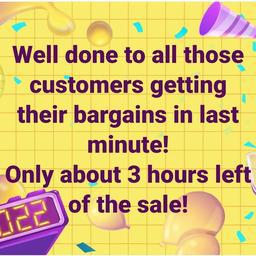 Well done to all those
customers getting
their bargains in last
minute!
Only about 3 hours left
of the sale!
022